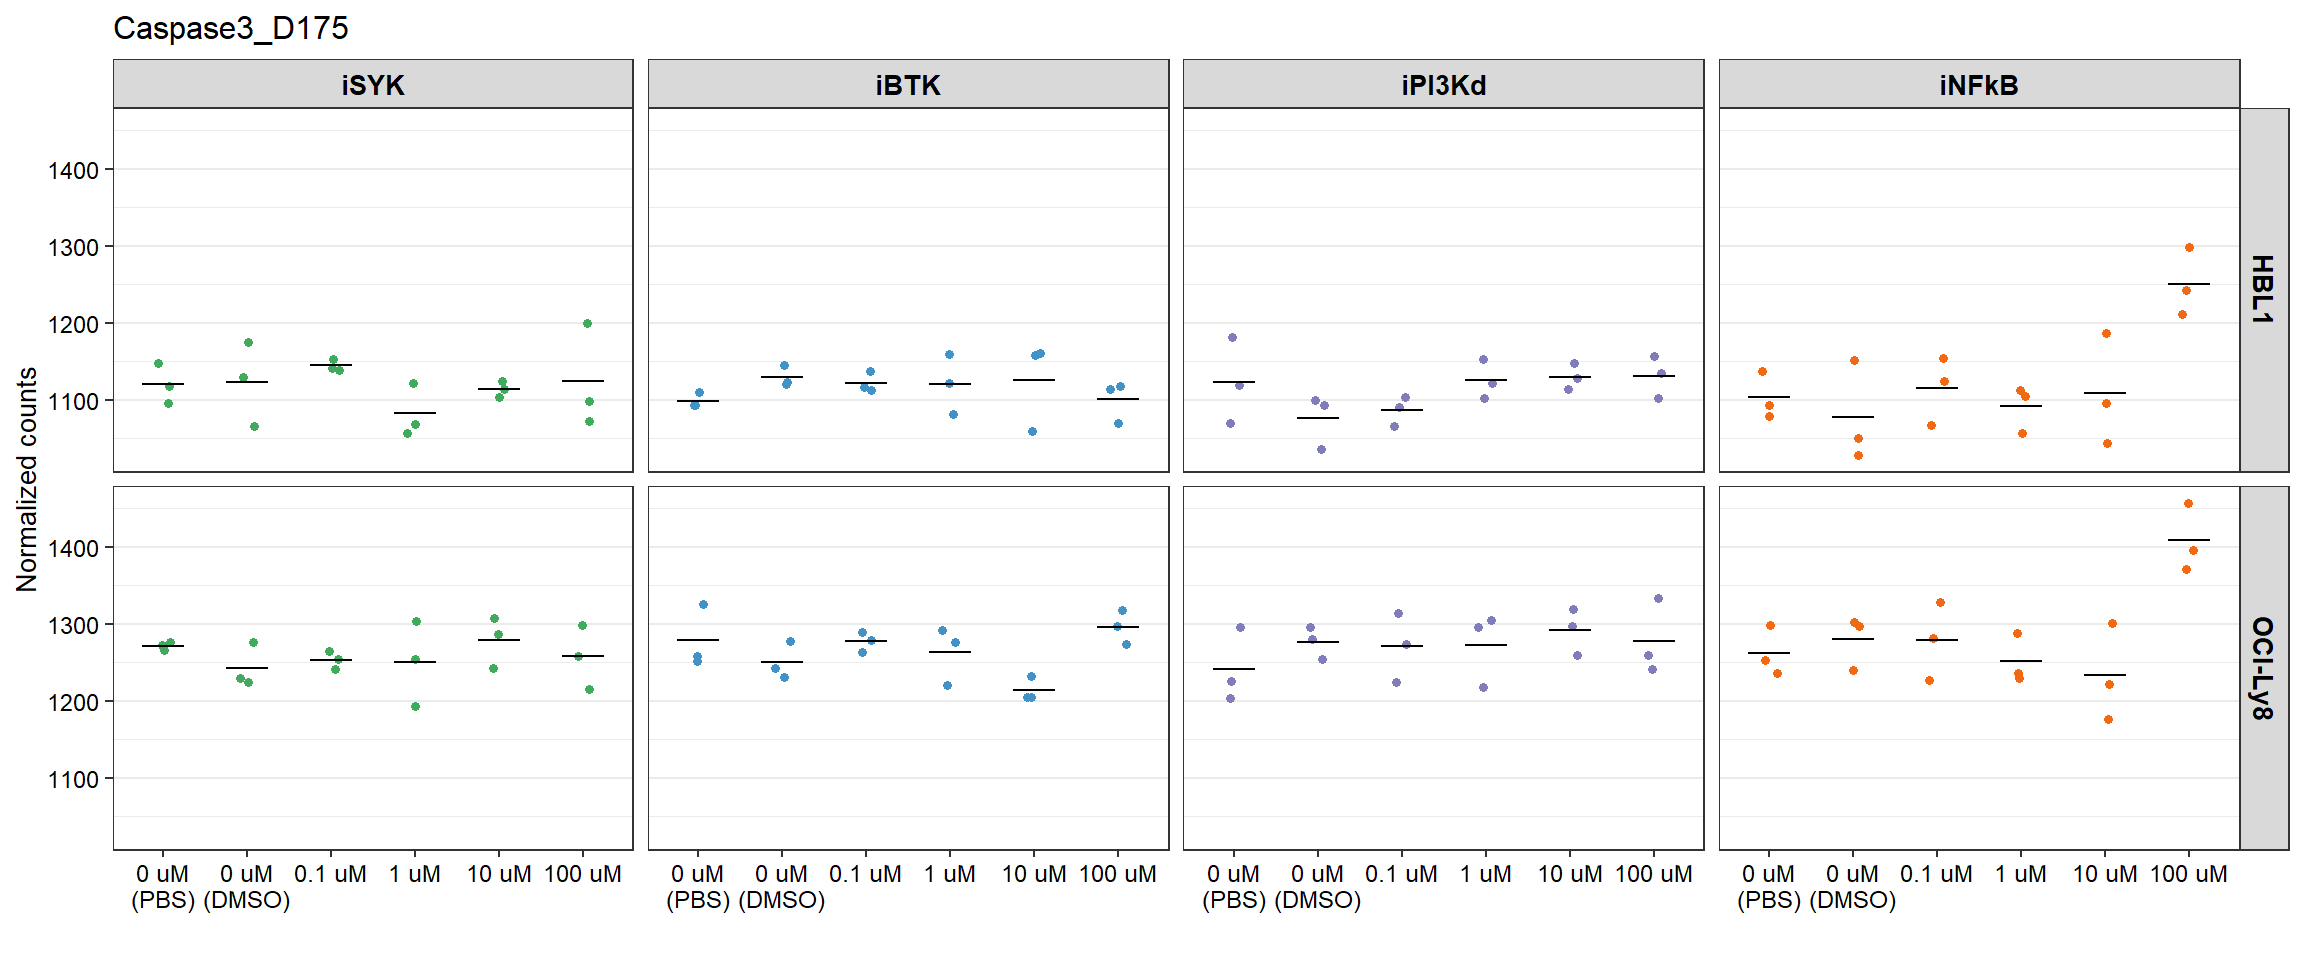 Caspase3_D175
iSYK
iBTK
iPI3Kd
iNFkB
Normalized counts
1400
1300
1200
1100
HBL1
1400
1300
1200
1100
OCI-Ly8
0 uM (PBS)
0 uM (DMSO)
0.1 uM
1 uM
10 uM
100 uM
0 uM (PBS)
0 uM (DMSO)
0.1 uM
1 uM
10 uM
100 uM
0 uM (PBS)
0 uM (DMSO)
0.1 uM
1 uM
10 uM
100 uM
0 uM (PBS)
0 uM (DMSO)
0.1 uM
1 uM
10 uM
100 uM